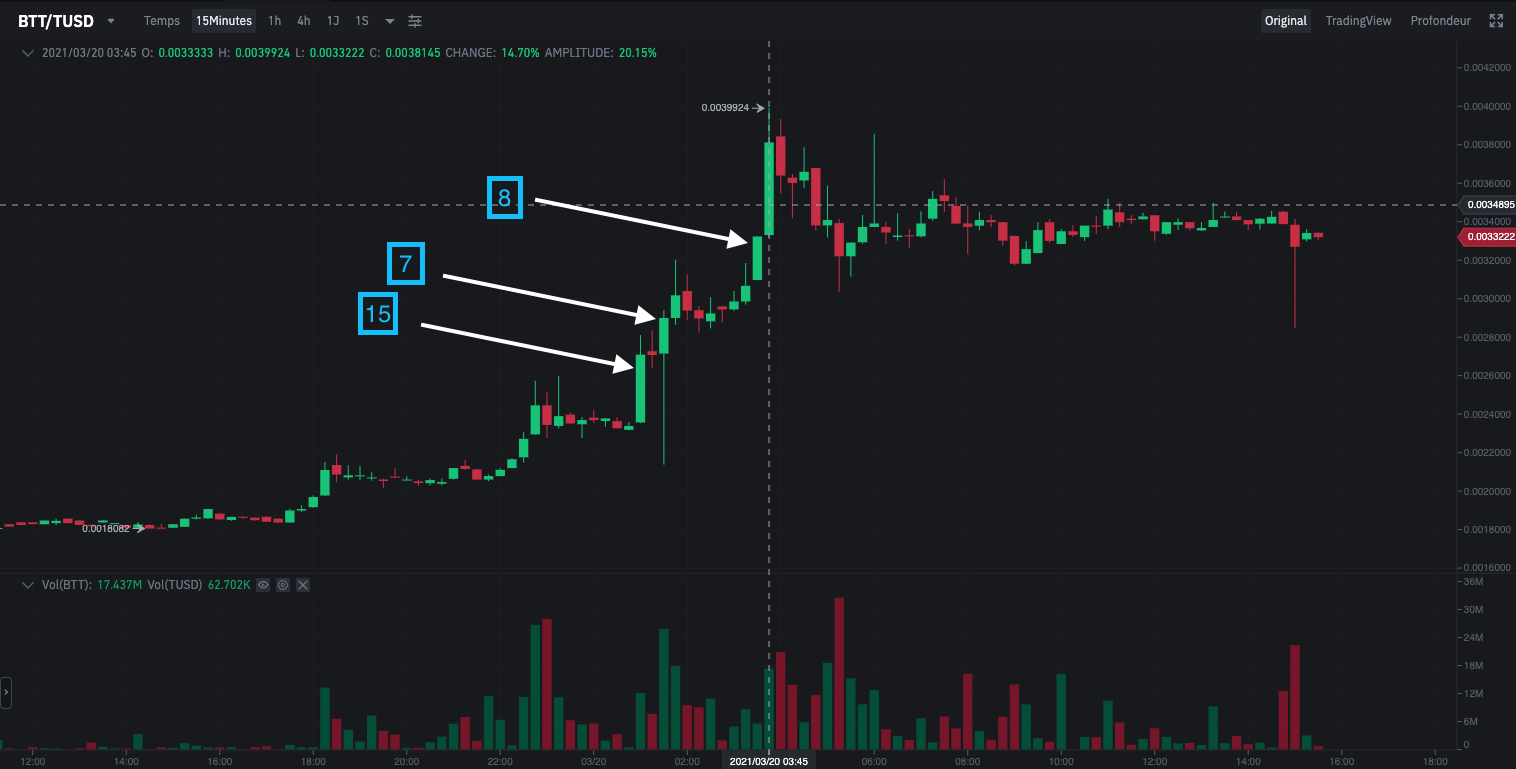 BTT/TUSD Temps 15Minutes 1h 4h 1J 1S Original TradingView Profondeur
2021/03/20 03:45 O: 0.0033333 H: 0.0039924 L: 0.0033222 C: 0.0038145 CHANGE: 14.70% AMPLITUDE: 20.15%
0.0042000
0.0039924
0.0040000
0.0038000
0.0036000
8
0.0034895
0.0034000
0.0033222
7
0.0032000
0.0030000
15
0.0028000
0.0026000
0.0024000
0.0022000
0.0020000
0.0018082
0.0018000
0.0016000
Vol(BTT): 17.437M Vol(TUSD) 62.702K
36M
30M
24M
18M
12M
6M
0
12:00 14:00 16:00 18:00 20:00 22:00 03/20 02:00 2021/03/20 03:45 06:00 08:00 10:00 12:00 14:00 16:00 18:00